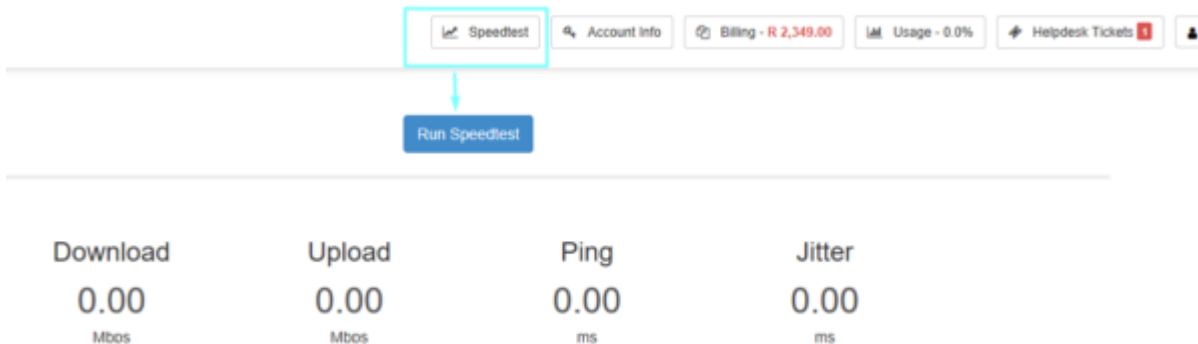 Speedtest Account Info Billing - R 2,349.00 Usage - 0.0% Helpdesk Tickets 1
Run Speedtest
Download Upload Ping Jitter
0.00 0.00 0.00 0.00
Mbps Mbps ms ms